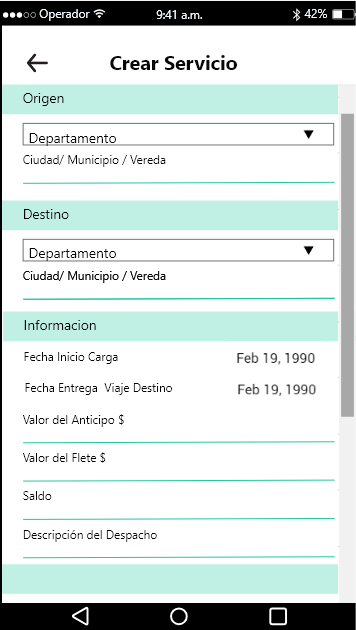 Operador 9:41 a.m. 42%
Crear Servicio
Origen
Departamento
Ciudad/ Municipio / Vereda
Destino
Departamento
Ciudad/ Municipio / Vereda
Informacion
Fecha Inicio Carga Feb 19, 1990
Fecha Entrega Viaje Destino Feb 19, 1990
Valor del Anticipo $
Valor del Flete $
Saldo
Descripción del Despacho